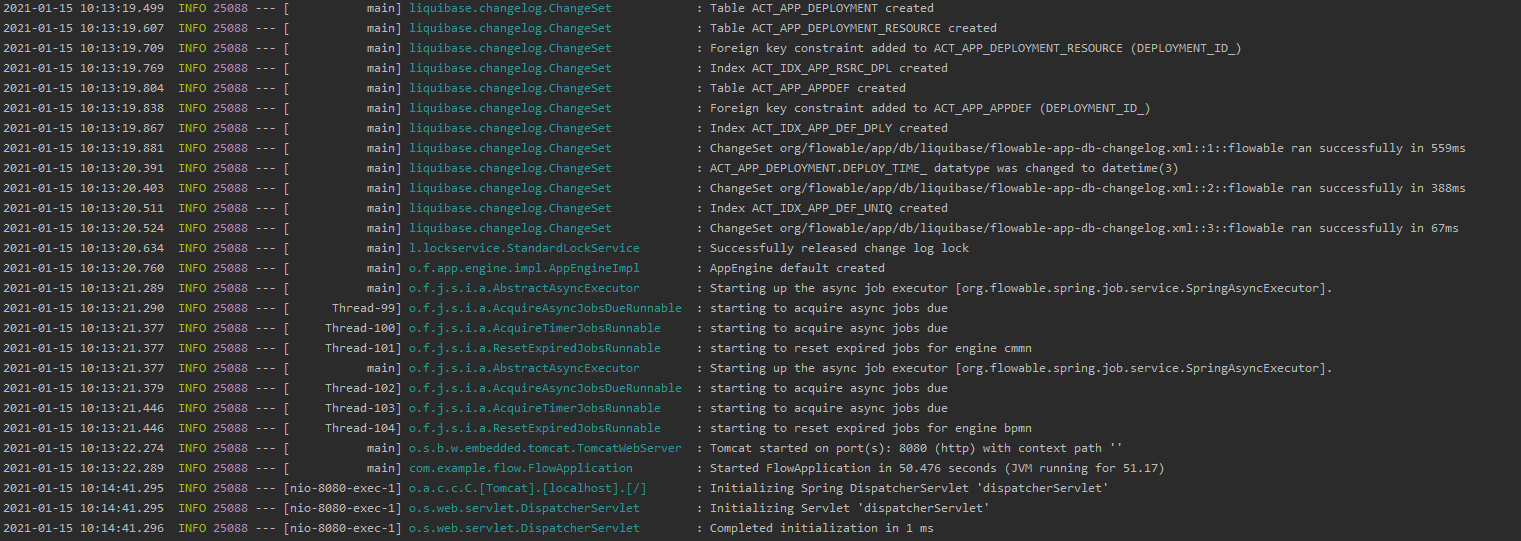 2021-01-15 10:13:19.499 INFO 25088 --- [ main] liquibase.changelog.ChangeSet : Table ACT_APP_DEPLOYMENT created
2021-01-15 10:13:19.607 INFO 25088 --- [ main] liquibase.changelog.ChangeSet : Table ACT_APP_DEPLOYMENT_RESOURCE created
2021-01-15 10:13:19.709 INFO 25088 --- [ main] liquibase.changelog.ChangeSet : Foreign key constraint added to ACT_APP_DEPLOYMENT_RESOURCE (DEPLOYMENT_ID_)
2021-01-15 10:13:19.769 INFO 25088 --- [ main] liquibase.changelog.ChangeSet : Index ACT_IDX_APP_RSRC_DPL created
2021-01-15 10:13:19.804 INFO 25088 --- [ main] liquibase.changelog.ChangeSet : Table ACT_APP_APPDEF created
2021-01-15 10:13:19.838 INFO 25088 --- [ main] liquibase.changelog.ChangeSet : Foreign key constraint added to ACT_APP_APPDEF (DEPLOYMENT_ID_)
2021-01-15 10:13:19.867 INFO 25088 --- [ main] liquibase.changelog.ChangeSet : Index ACT_IDX_APP_DEF_DPLY created
2021-01-15 10:13:19.881 INFO 25088 --- [ main] liquibase.changelog.ChangeSet : ChangeSet org/flowable/app/db/liquibase/flowable-app-db-changelog.xml::1::flowable ran successfully in 559ms
2021-01-15 10:13:20.391 INFO 25088 --- [ main] liquibase.changelog.ChangeSet : ACT_APP_DEPLOYMENT.DEPLOY_TIME_ datatype was changed to datetime(3)
2021-01-15 10:13:20.403 INFO 25088 --- [ main] liquibase.changelog.ChangeSet : ChangeSet org/flowable/app/db/liquibase/flowable-app-db-changelog.xml::2::flowable ran successfully in 388ms
2021-01-15 10:13:20.511 INFO 25088 --- [ main] liquibase.changelog.ChangeSet : Index ACT_IDX_APP_DEF_UNIQ created
2021-01-15 10:13:20.524 INFO 25088 --- [ main] liquibase.changelog.ChangeSet : ChangeSet org/flowable/app/db/liquibase/flowable-app-db-changelog.xml::3::flowable ran successfully in 67ms
2021-01-15 10:13:20.634 INFO 25088 --- [ main] l.lockservice.StandardLockService : Successfully released change log lock
2021-01-15 10:13:20.760 INFO 25088 --- [ main] o.f.app.engine.impl.AppEngineImpl : AppEngine default created
2021-01-15 10:13:21.289 INFO 25088 --- [ main] o.f.j.s.i.a.AbstractAsyncExecutor : Starting up the async job executor [org.flowable.spring.job.service.SpringAsyncExecutor].
2021-01-15 10:13:21.290 INFO 25088 --- [ Thread-99] o.f.j.s.i.a.AcquireAsyncJobsDueRunnable : starting to acquire async jobs due
2021-01-15 10:13:21.377 INFO 25088 --- [ Thread-100] o.f.j.s.i.a.AcquireTimerJobsRunnable : starting to acquire async jobs due
2021-01-15 10:13:21.377 INFO 25088 --- [ Thread-101] o.f.j.s.i.a.ResetExpiredJobsRunnable : starting to reset expired jobs for engine cmmn
2021-01-15 10:13:21.377 INFO 25088 --- [ main] o.f.j.s.i.a.AbstractAsyncExecutor : Starting up the async job executor [org.flowable.spring.job.service.SpringAsyncExecutor].
2021-01-15 10:13:21.379 INFO 25088 --- [ Thread-102] o.f.j.s.i.a.AcquireAsyncJobsDueRunnable : starting to acquire async jobs due
2021-01-15 10:13:21.446 INFO 25088 --- [ Thread-103] o.f.j.s.i.a.AcquireTimerJobsRunnable : starting to acquire async jobs due
2021-01-15 10:13:21.446 INFO 25088 --- [ Thread-104] o.f.j.s.i.a.ResetExpiredJobsRunnable : starting to reset expired jobs for engine bpmn
2021-01-15 10:13:22.274 INFO 25088 --- [ main] o.s.b.w.embedded.tomcat.TomcatWebServer : Tomcat started on port(s): 8080 (http) with context path ''
2021-01-15 10:13:22.289 INFO 25088 --- [ main] com.example.flow.FlowApplication : Started FlowApplication in 50.476 seconds (JVM running for 51.17)
2021-01-15 10:14:41.295 INFO 25088 --- [nio-8080-exec-1] o.a.c.c.C.[Tomcat].[localhost].[/] : Initializing Spring DispatcherServlet 'dispatcherServlet'
2021-01-15 10:14:41.295 INFO 25088 --- [nio-8080-exec-1] o.s.web.servlet.DispatcherServlet : Initializing Servlet 'dispatcherServlet'
2021-01-15 10:14:41.296 INFO 25088 --- [nio-8080-exec-1] o.s.web.servlet.DispatcherServlet : Completed initialization in 1 ms